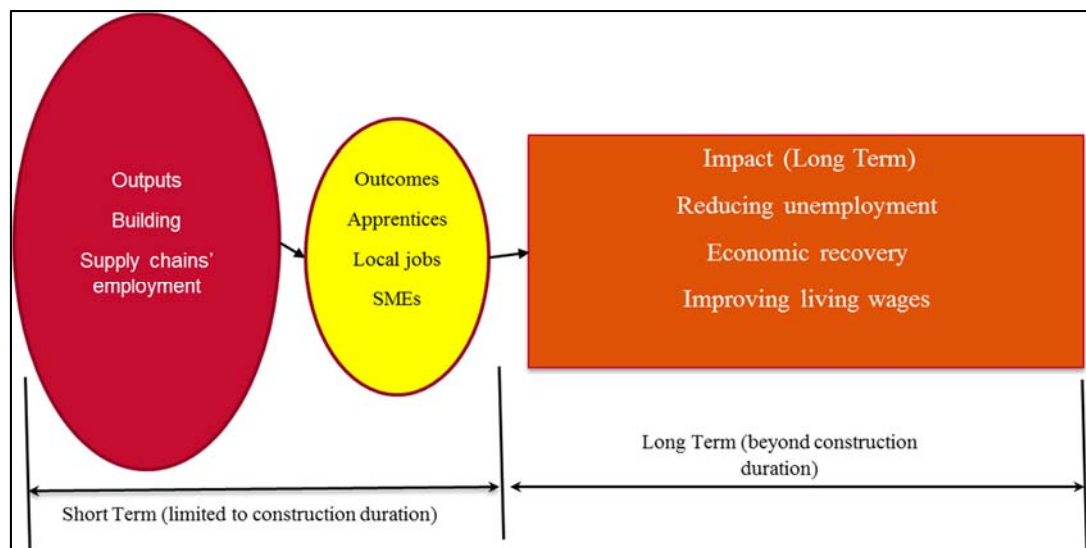 Outputs
Building
Supply chains’
employment
Outcomes
Apprentices
Local jobs
SMEs
Impact (Long Term)
Reducing unemployment
Economic recovery
Improving living wages
Long Term (beyond construction
duration)
Short Term (limited to construction duration)